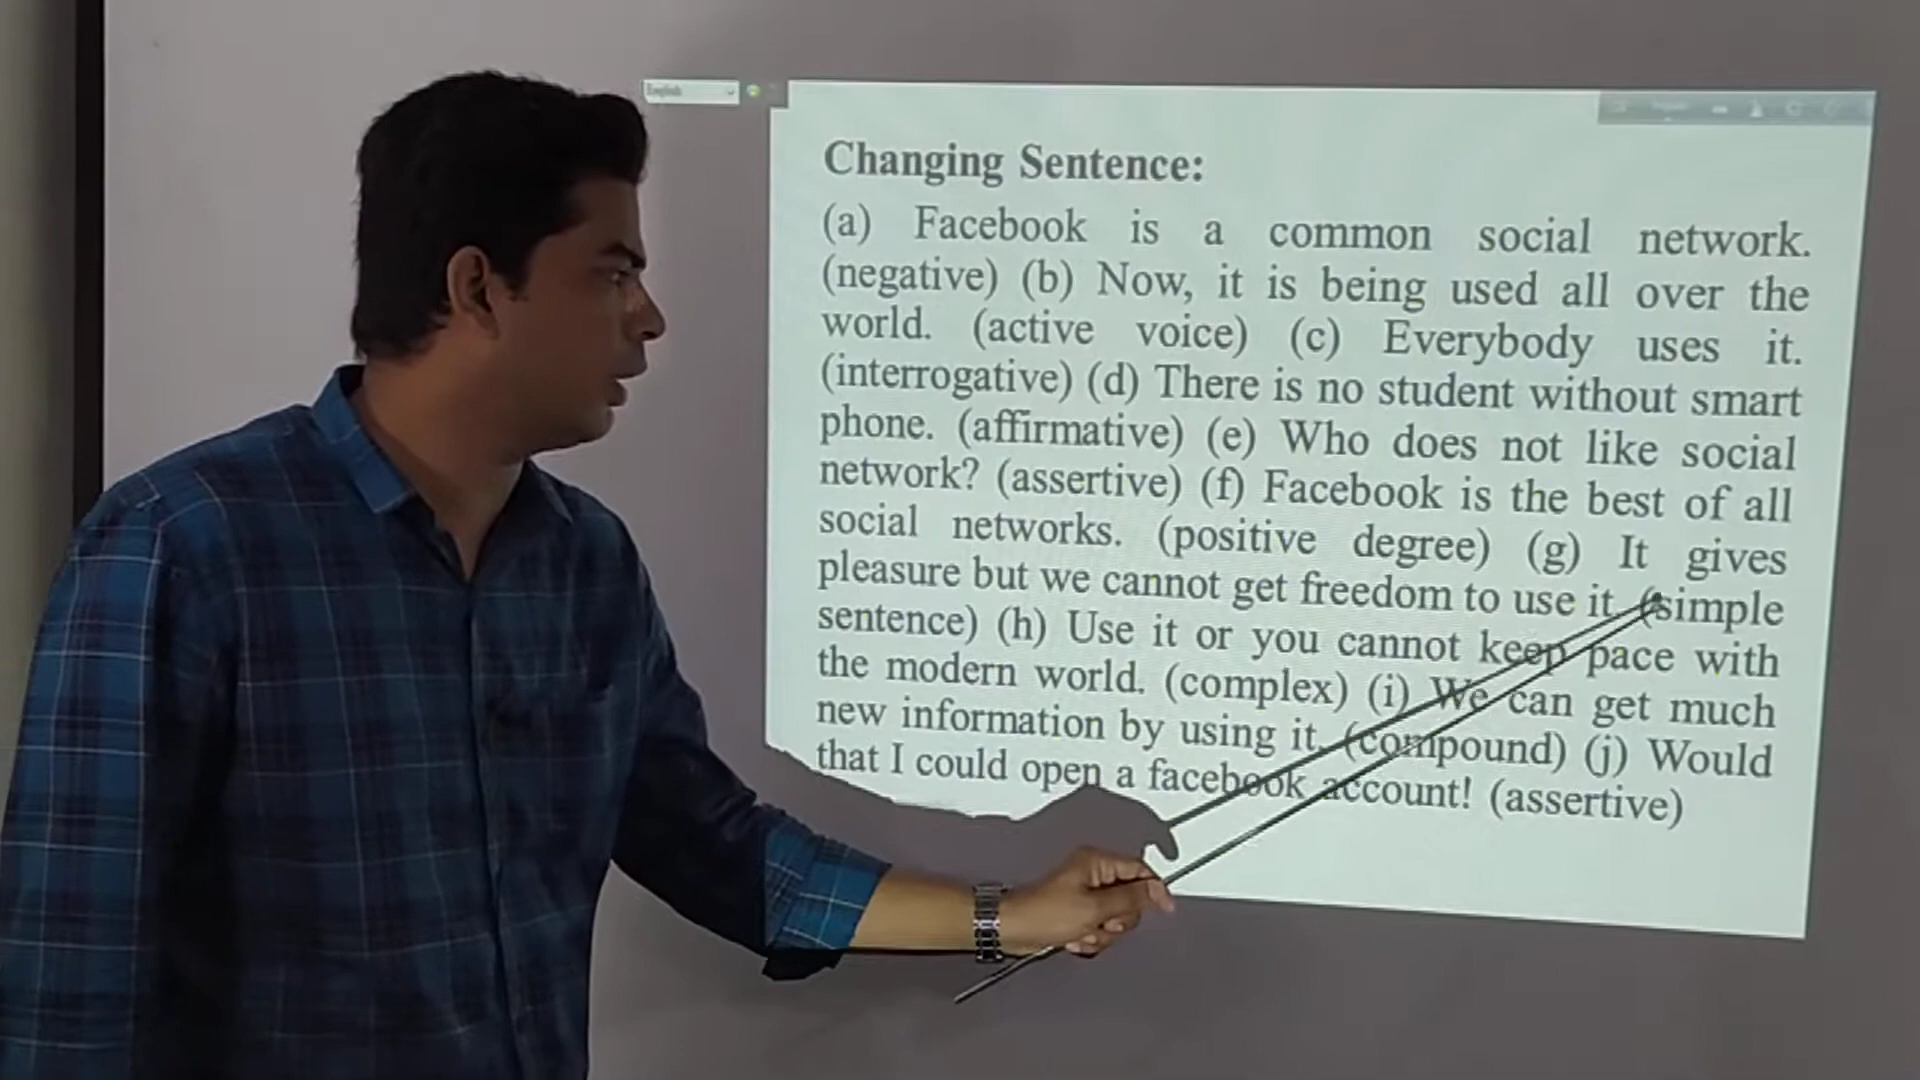 English
Changing Sentence:
(a) Facebook is a common social network.
(negative) (b) Now, it is being used all over the
world. (active voice) (c) Everybody uses it.
(interrogative) (d) There is no student without smart
phone. (affirmative) (e) Who does not like social
network? (assertive) (f) Facebook is the best of all
social networks. (positive degree) (g) It gives
pleasure but we cannot get freedom to use it. (simple
sentence) (h) Use it or you cannot keep pace with
the modern world. (complex) (i) We can get much
new information by using it. (compound) (j) Would
that I could open a facebook account! (assertive)